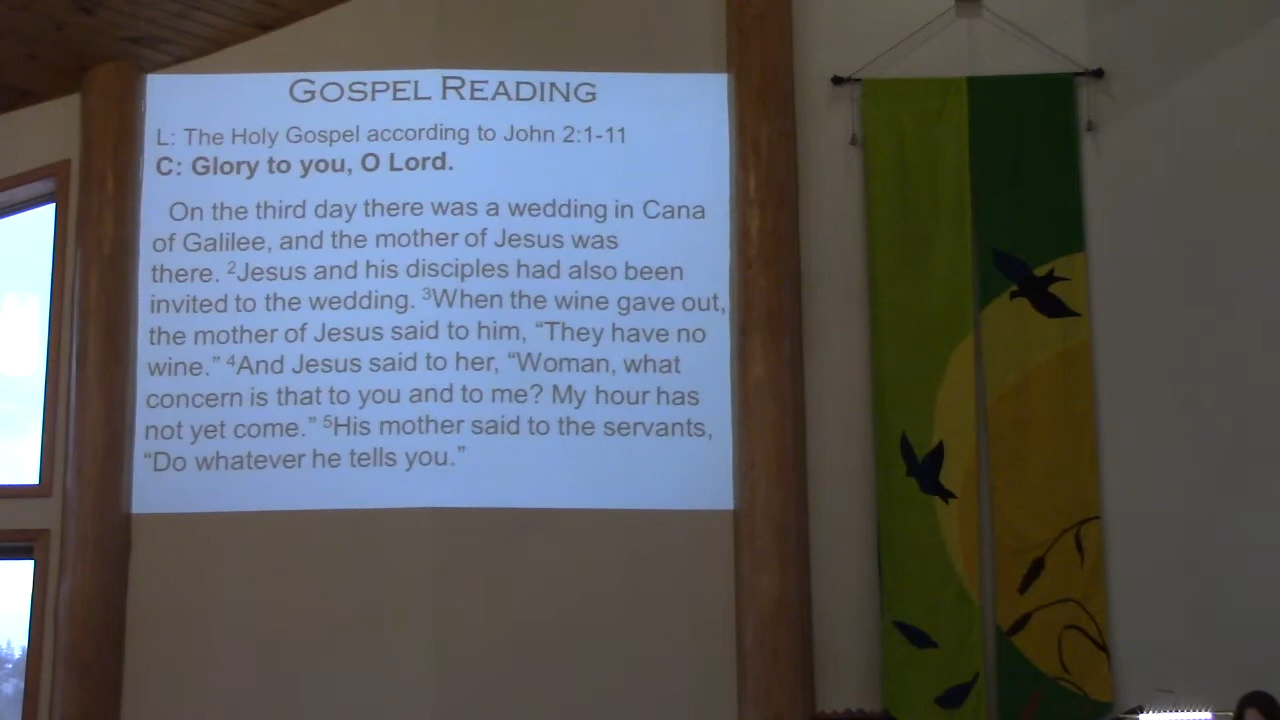 GOSPEL READING
L: The Holy Gospel according to John 2:1-11
C: Glory to you, O Lord.
On the third day there was a wedding in Cana
of Galilee, and the mother of Jesus was
there. ²Jesus and his disciples had also been
invited to the wedding. ³When the wine gave out,
the mother of Jesus said to him, “They have no
wine.” ⁴And Jesus said to her, “Woman, what
concern is that to you and to me? My hour has
not yet come.” ⁵His mother said to the servants,
“Do whatever he tells you.”